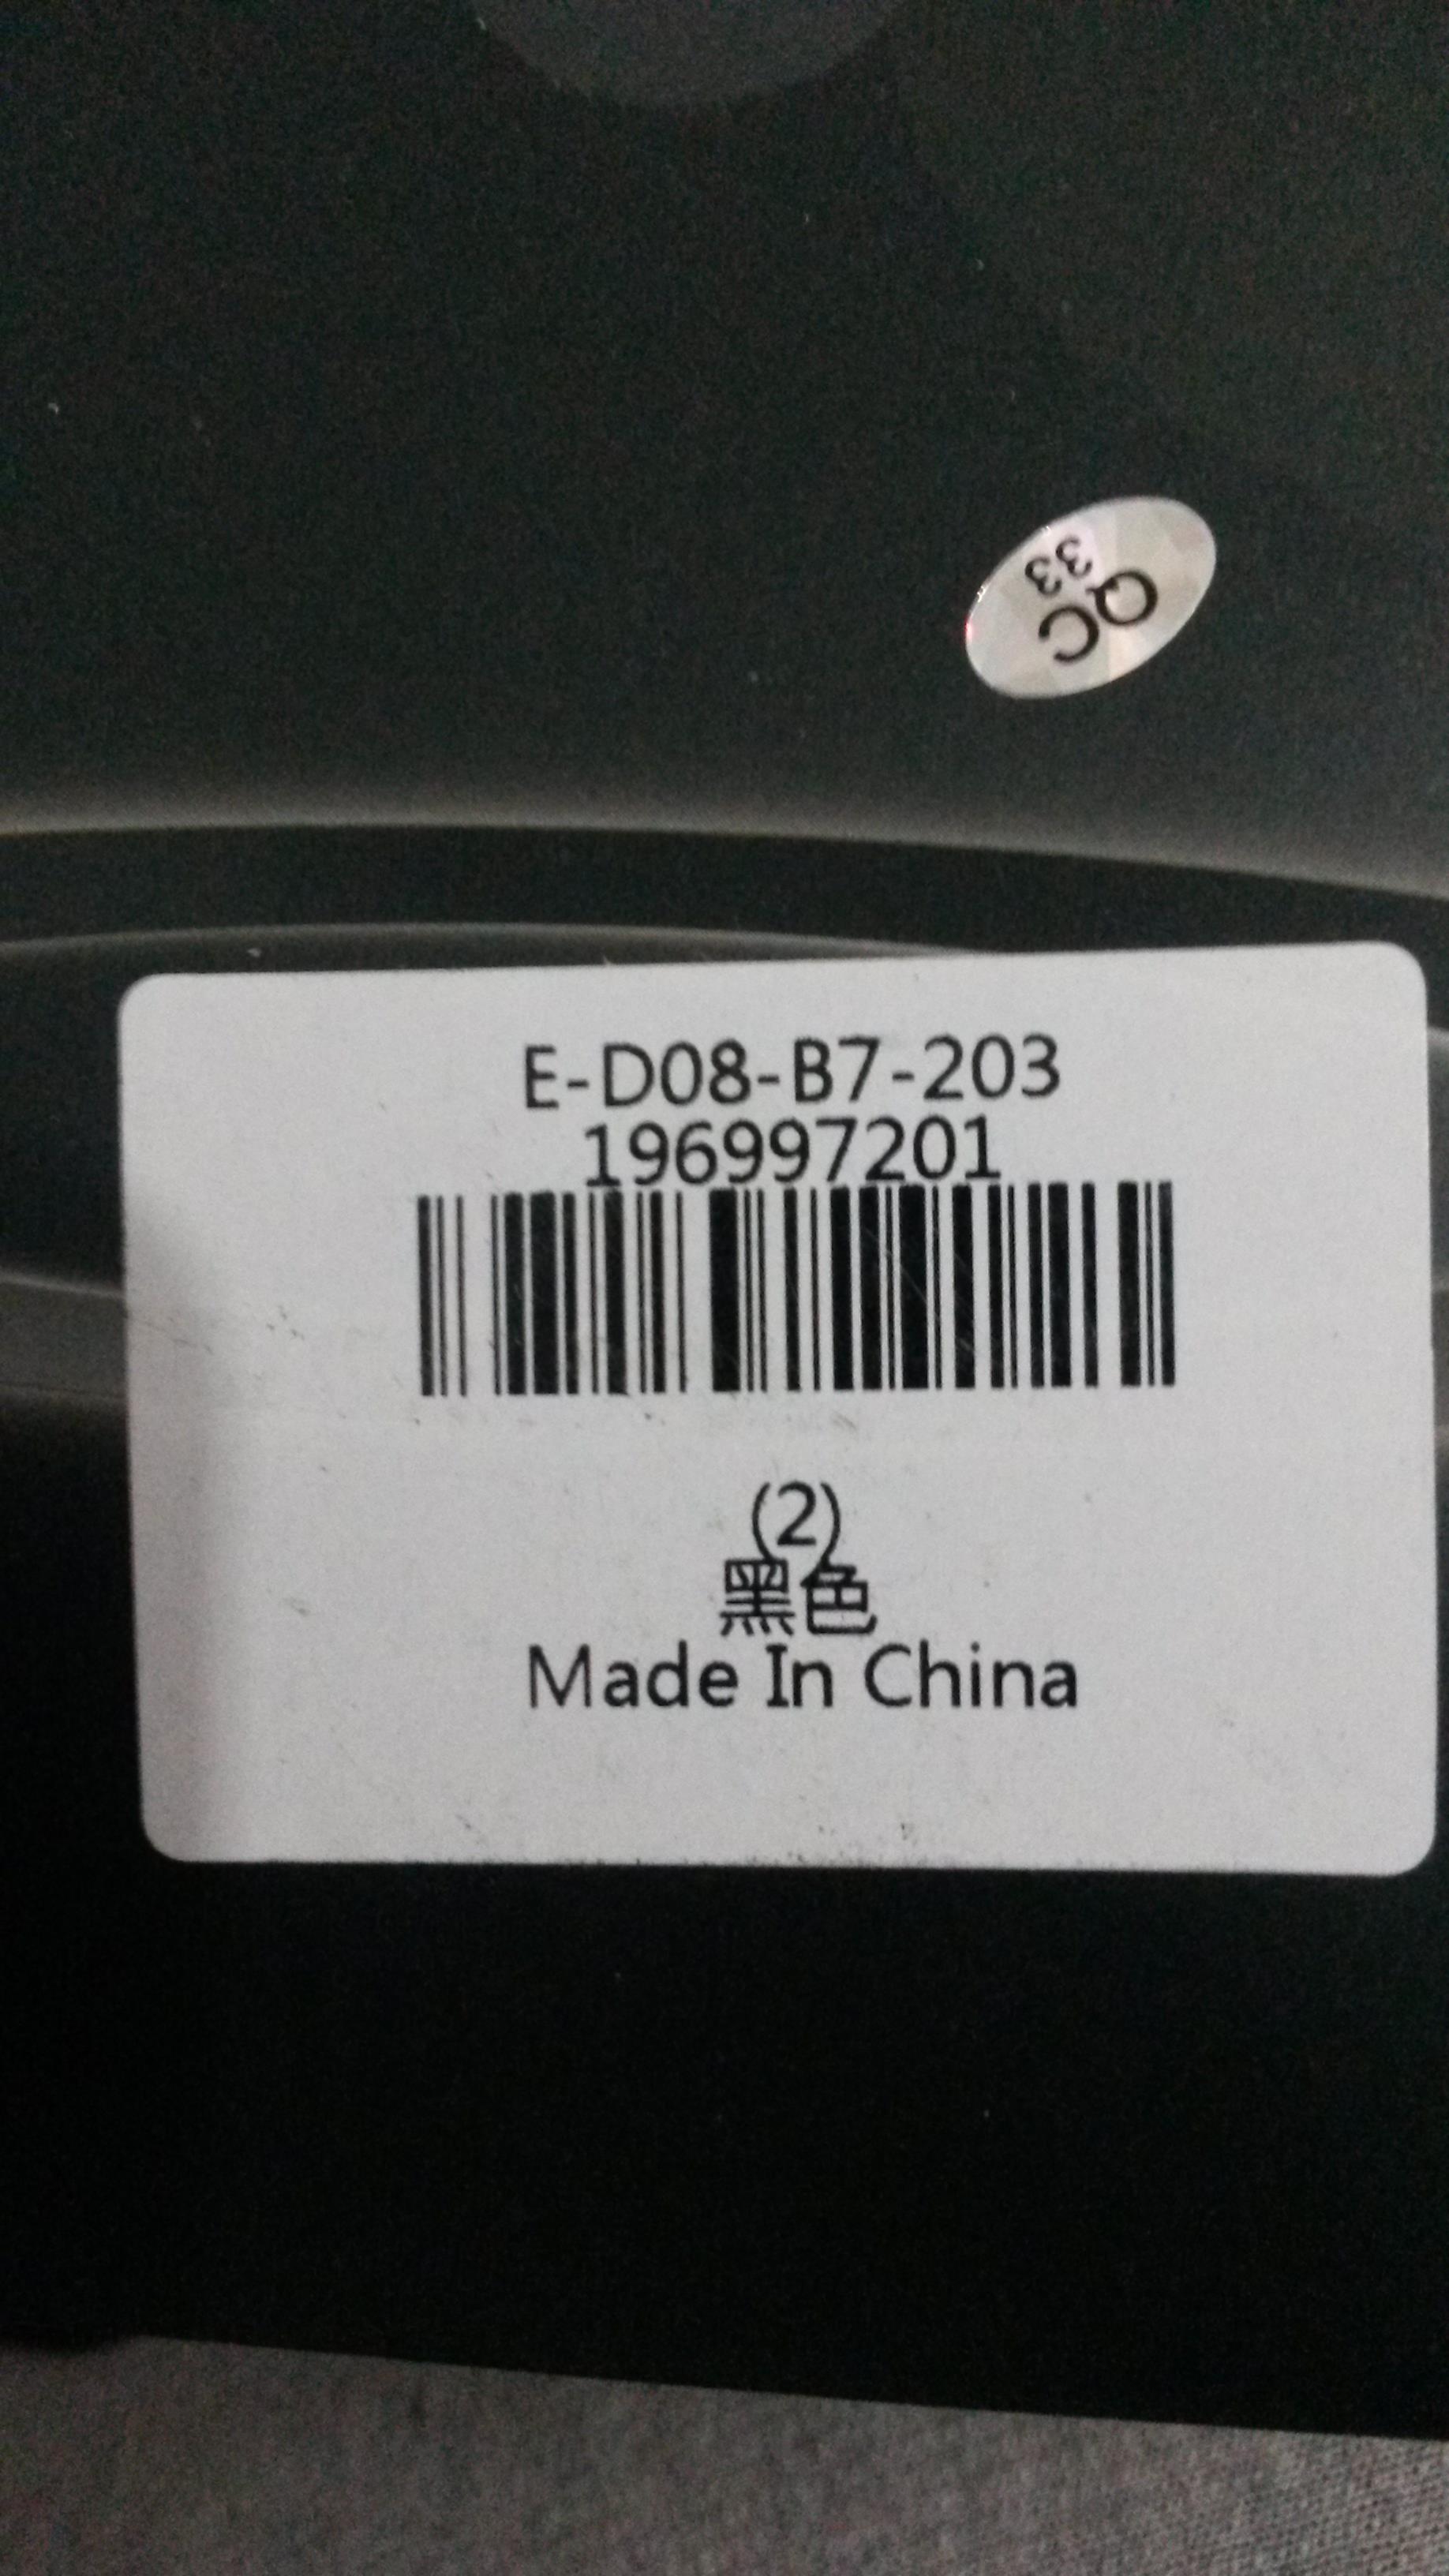 QC
33
E-D08-B7-203
196997201
(2)
黑色
Made In China